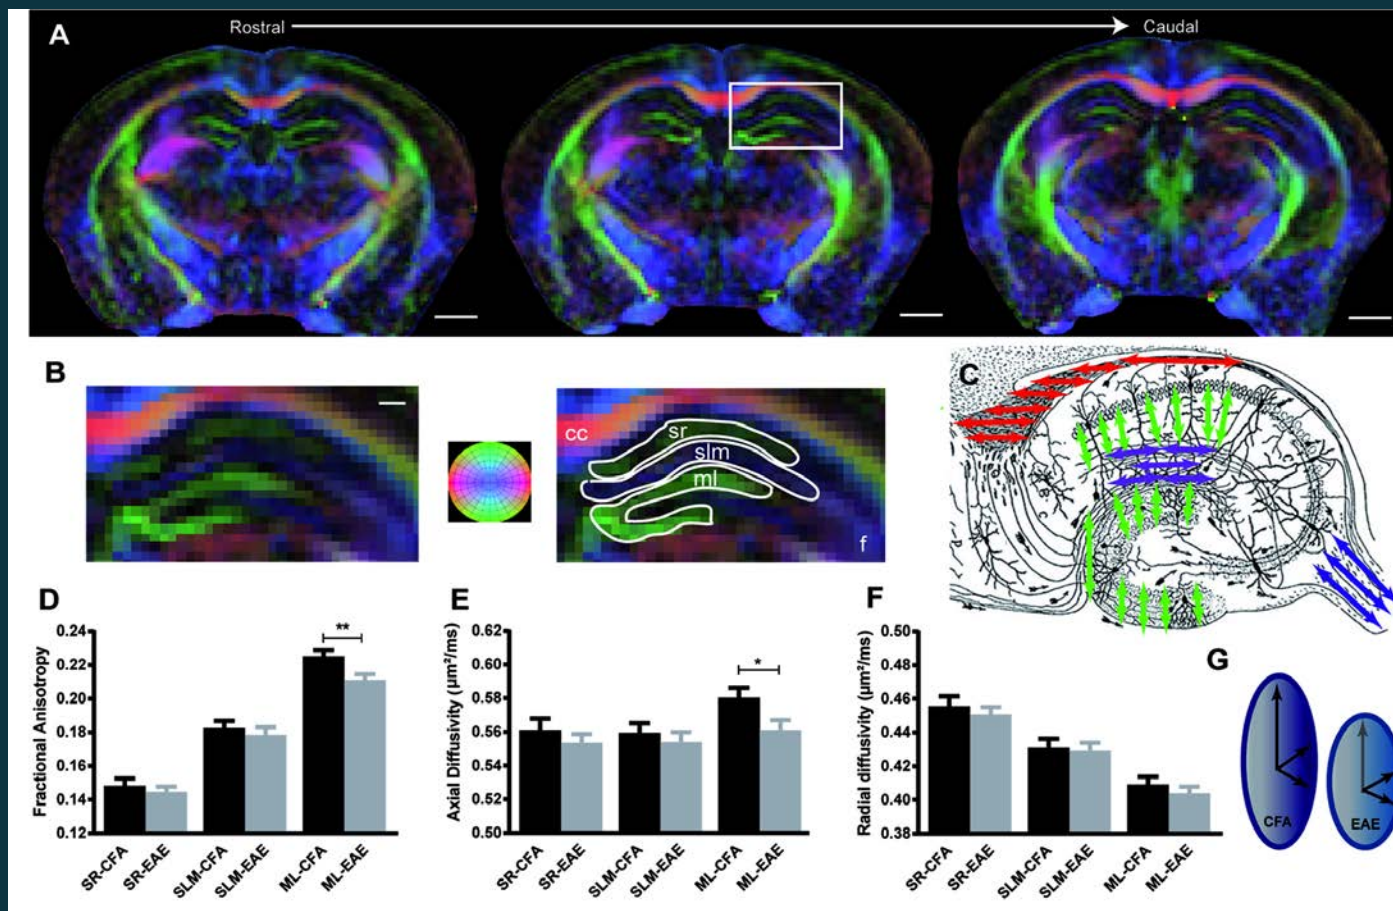 A
Rostral
Caudal
B
cc
sr
slm
ml
f
C
D
Fractional Anisotropy
0.24
0.22
0.20
0.18
0.16
0.14
0.12
**
SR-CFA
SR-EAE
SLM-CFA
SLM-EAE
ML-CFA
ML-EAE
E
Axial Diffusivity (µm²/ms)
0.62
0.60
0.58
0.56
0.54
0.52
0.50
*
SR-CFA
SR-EAE
SLM-CFA
SLM-EAE
ML-CFA
ML-EAE
F
Radial diffusivity (µm²/ms)
0.50
0.48
0.46
0.44
0.42
0.40
0.38
SR-CFA
SR-EAE
SLM-CFA
SLM-EAE
ML-CFA
ML-EAE
G
CFA
EAE